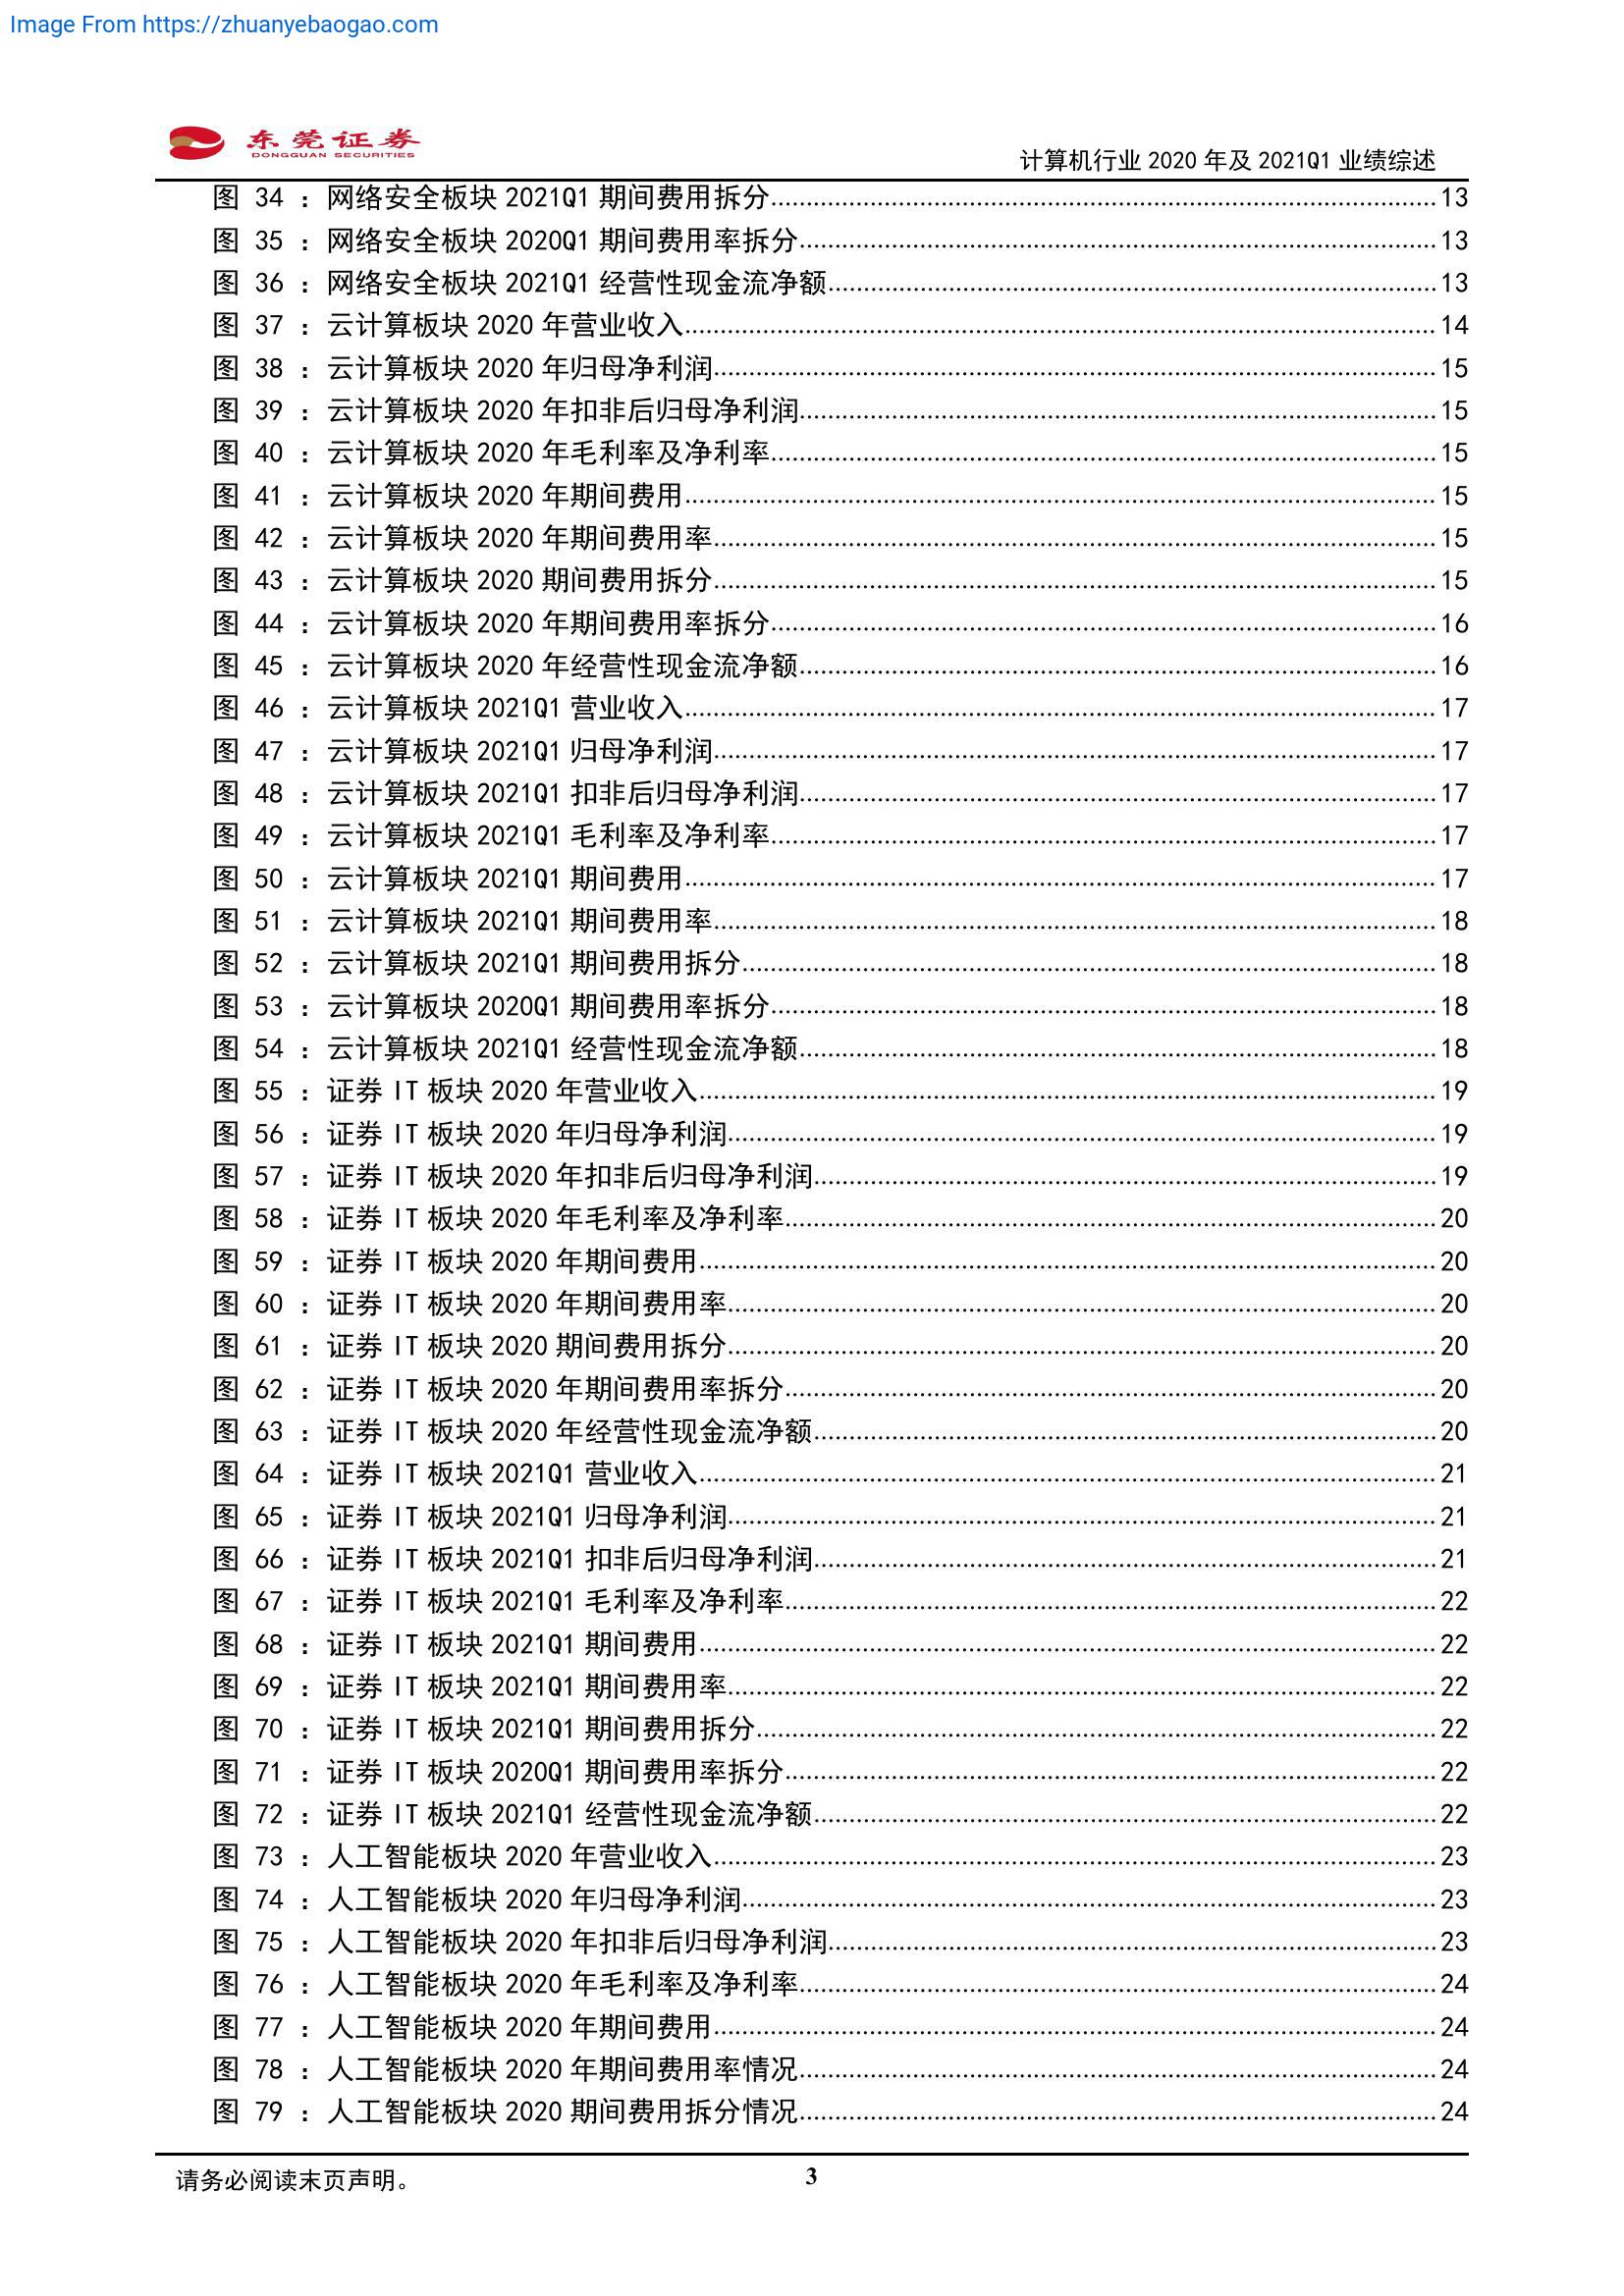 Image From https://zhuanyebaogao.com
东莞证券
DONGGUAN SECURITIES
计算机行业 2020 年及 2021Q1 业绩综述
图 34 ：网络安全板块 2021Q1 期间费用拆分 13
图 35 ：网络安全板块 2020Q1 期间费用率拆分 13
图 36 ：网络安全板块 2021Q1 经营性现金流净额 13
图 37 ：云计算板块 2020 年营业收入 14
图 38 ：云计算板块 2020 年归母净利润 15
图 39 ：云计算板块 2020 年扣非后归母净利润 15
图 40 ：云计算板块 2020 年毛利率及净利率 15
图 41 ：云计算板块 2020 年期间费用 15
图 42 ：云计算板块 2020 年期间费用率 15
图 43 ：云计算板块 2020 期间费用拆分 15
图 44 ：云计算板块 2020 年期间费用率拆分 16
图 45 ：云计算板块 2020 年经营性现金流净额 16
图 46 ：云计算板块 2021Q1 营业收入 17
图 47 ：云计算板块 2021Q1 归母净利润 17
图 48 ：云计算板块 2021Q1 扣非后归母净利润 17
图 49 ：云计算板块 2021Q1 毛利率及净利率 17
图 50 ：云计算板块 2021Q1 期间费用 17
图 51 ：云计算板块 2021Q1 期间费用率 18
图 52 ：云计算板块 2021Q1 期间费用拆分 18
图 53 ：云计算板块 2020Q1 期间费用率拆分 18
图 54 ：云计算板块 2021Q1 经营性现金流净额 18
图 55 ：证券 IT 板块 2020 年营业收入 19
图 56 ：证券 IT 板块 2020 年归母净利润 19
图 57 ：证券 IT 板块 2020 年扣非后归母净利润 19
图 58 ：证券 IT 板块 2020 年毛利率及净利率 20
图 59 ：证券 IT 板块 2020 年期间费用 20
图 60 ：证券 IT 板块 2020 年期间费用率 20
图 61 ：证券 IT 板块 2020 期间费用拆分 20
图 62 ：证券 IT 板块 2020 年期间费用率拆分 20
图 63 ：证券 IT 板块 2020 年经营性现金流净额 20
图 64 ：证券 IT 板块 2021Q1 营业收入 21
图 65 ：证券 IT 板块 2021Q1 归母净利润 21
图 66 ：证券 IT 板块 2021Q1 扣非后归母净利润 21
图 67 ：证券 IT 板块 2021Q1 毛利率及净利率 22
图 68 ：证券 IT 板块 2021Q1 期间费用 22
图 69 ：证券 IT 板块 2021Q1 期间费用率 22
图 70 ：证券 IT 板块 2021Q1 期间费用拆分 22
图 71 ：证券 IT 板块 2020Q1 期间费用率拆分 22
图 72 ：证券 IT 板块 2021Q1 经营性现金流净额 22
图 73 ：人工智能板块 2020 年营业收入 23
图 74 ：人工智能板块 2020 年归母净利润 23
图 75 ：人工智能板块 2020 年扣非后归母净利润 23
图 76 ：人工智能板块 2020 年毛利率及净利率 24
图 77 ：人工智能板块 2020 年期间费用 24
图 78 ：人工智能板块 2020 年期间费用率情况 24
图 79 ：人工智能板块 2020 期间费用拆分情况 24
请务必阅读末页声明。
3